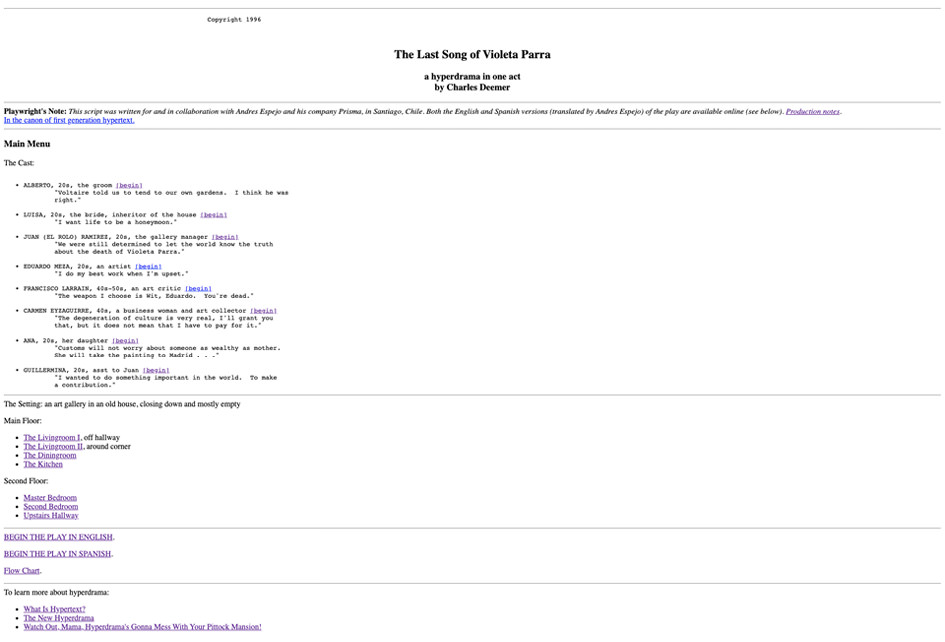 Copyright 1996
The Last Song of Violeta Parra
a hyperdrama in one act
by Charles Deemer
Playwright's Note: This script was written for and in collaboration with Andres Espejo and his company Prisma, in Santiago, Chile. Both the English and Spanish versions (translated by Andres Espejo) of the play are available online (see below). Production notes.
In the canon of first generation hypertext.
Main Menu
The Cast:
• ALBERTO, 20s, the groom [begin]
"Voltaire told us to tend to our own gardens. I think he was
right."
• LUISA, 20s, the bride, inheritor of the house [begin]
"I want life to be a honeymoon."
• JUAN (EL ROLO) RAMIREZ, 20s, the gallery manager [begin]
"We were still determined to let the world know the truth
about the death of Violeta Parra."
• EDUARDO MEZA, 20s, an artist [begin]
"I do my best work when I'm upset."
• FRANCISCO LARRAIN, 40s-50s, an art critic [begin]
"The weapon I choose is Wit, Eduardo. You're dead."
• CARMEN EYZAGUIRRE, 40s, a business woman and art collector [begin]
"The degeneration of culture is very real, I'll grant you
that, but it does not mean that I have to pay for it."
• ANA, 20s, her daughter [begin]
"Customs will not worry about someone as wealthy as mother.
She will take the painting to Madrid . . ."
• GUILLERMINA, 20s, asst to Juan [begin]
"I wanted to do something important in the world. To make
a contribution."
The Setting: an art gallery in an old house, closing down and mostly empty
Main Floor:
• The Livingroom I, off hallway
• The Livingroom II, around corner
• The Diningroom
• The Kitchen
Second Floor:
• Master Bedroom
• Second Bedroom
• Upstairs Hallway
BEGIN THE PLAY IN ENGLISH.
BEGIN THE PLAY IN SPANISH.
Flow Chart.
To learn more about hyperdrama:
• What Is Hypertext?
• The New Hyperdrama
• Watch Out, Mama, Hyperdrama's Gonna Mess With Your Pittock Mansion!